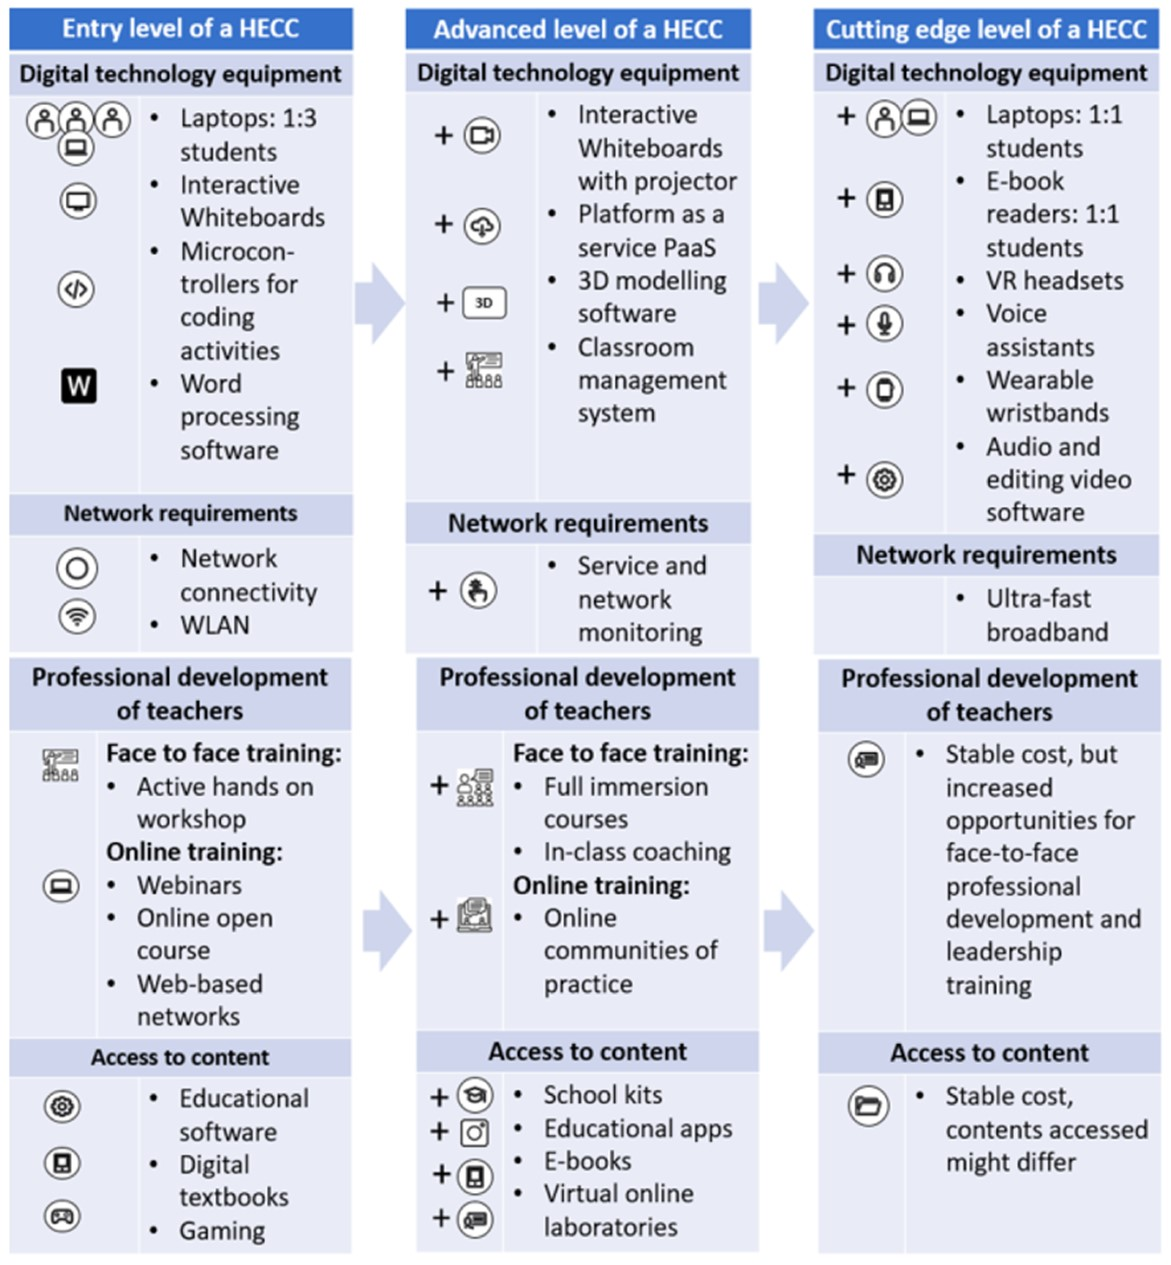 Entry level of a HECC
Digital technology equipment
• Laptops: 1:3
students
• Interactive
Whiteboards
• Microcon-
trollers for
coding
activities
W
• Word
processing
software
Network requirements
• Network
connectivity
• WLAN
Professional development
of teachers
Face to face training:
• Active hands on
workshop
Online training:
• Webinars
• Online open
course
• Web-based
networks
Access to content
• Educational
software
• Digital
textbooks
• Gaming
Advanced level of a HECC
Digital technology equipment
+ • Interactive
Whiteboards
with projector
+ • Platform as a
service PaaS
+ 3D • 3D modelling
software
+ • Classroom
management
system
Network requirements
+ • Service and
network
monitoring
Professional development
of teachers
Face to face training:
+ • Full immersion
courses
• In-class coaching
Online training:
+ • Online
communities of
practice
Access to content
+ • School kits
+ • Educational apps
+ • E-books
+ • Virtual online
laboratories
Cutting edge level of a HECC
Digital technology equipment
+ • Laptops: 1:1
students
+ • E-book
readers: 1:1
students
+ • VR headsets
+ • Voice
assistants
+ • Wearable
wristbands
+ • Audio and
editing video
software
Network requirements
• Ultra-fast
broadband
Professional development
of teachers
• Stable cost, but
increased
opportunities for
face-to-face
professional
development and
leadership
training
Access to content
• Stable cost,
contents accessed
might differ